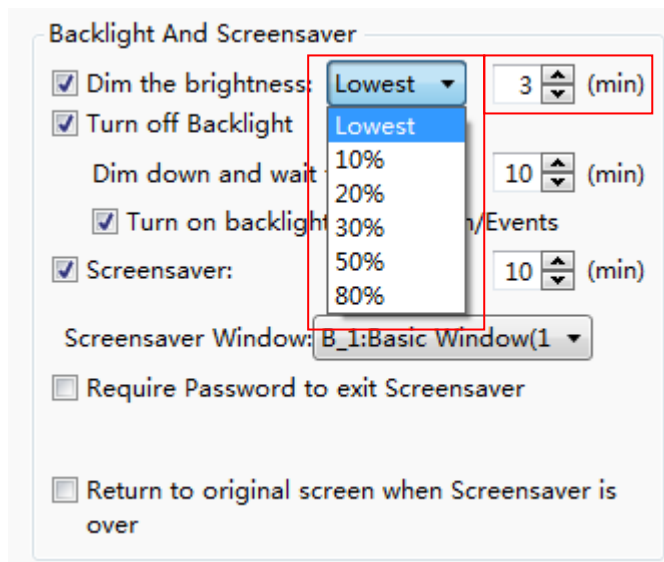 Backlight And Screensaver
Dim the brightness: Lowest 3 (min)
Turn off Backlight
Lowest
10%
Dim down and wait 10 (min)
20%
Turn on backlight /Events
30%
50%
Screensaver: 10 (min)
80%
Screensaver Window: B_1:Basic Window(1
Require Password to exit Screensaver
Return to original screen when Screensaver is
over